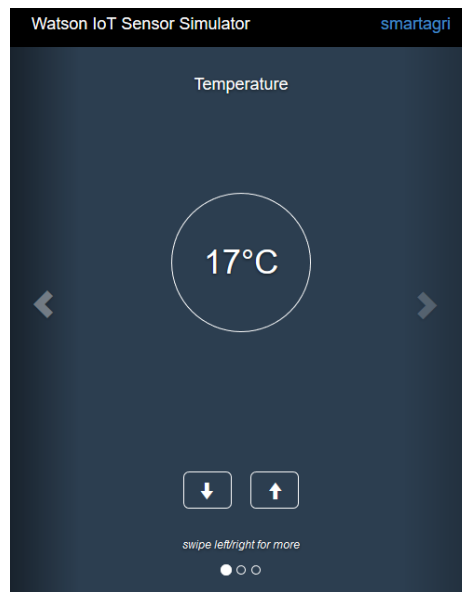 Watson IoT Sensor Simulator smartagri
Temperature
17°C
swipe left/right for more